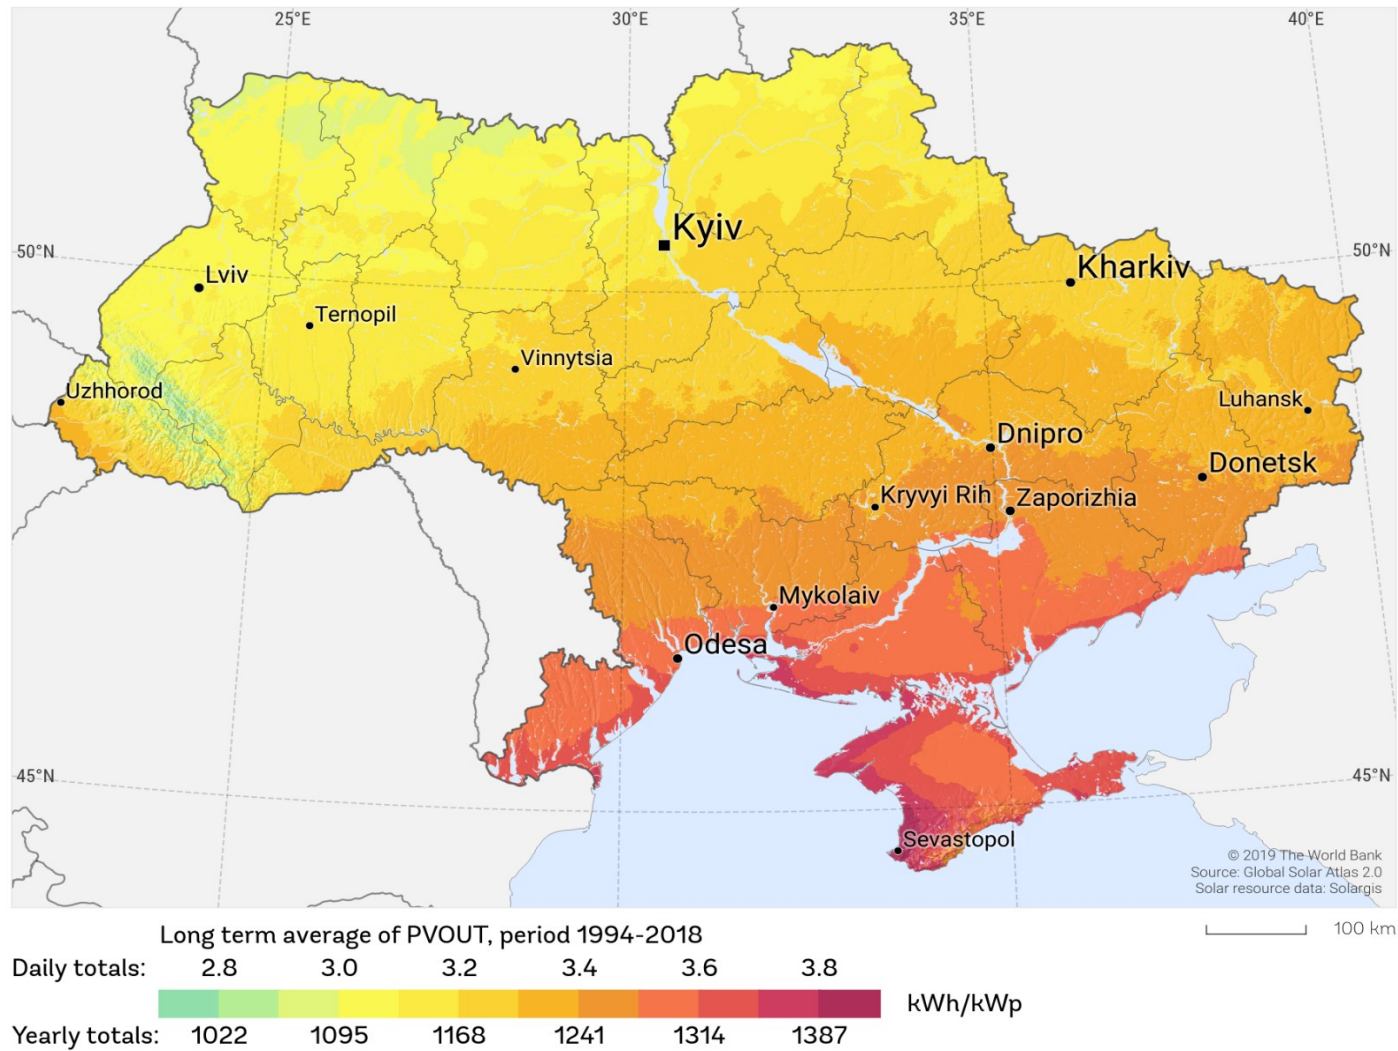 25°E 30°E 35°E 40°E
Kyiv
50°N 50°N
Lviv
Kharkiv
Ternopil
Vinnytsia
Uzhhorod
Luhansk
Dnipro
Donetsk
Kryvyi Rih
Zaporizhia
Mykolaiv
Odesa
45°N 45°N
Sevastopol
© 2019 The World Bank
Source: Global Solar Atlas 2.0
Solar resource data: Solargis
100 km
Long term average of PVOUT, period 1994-2018
Daily totals: 2.8 3.0 3.2 3.4 3.6 3.8
kWh/kWp
Yearly totals: 1022 1095 1168 1241 1314 1387